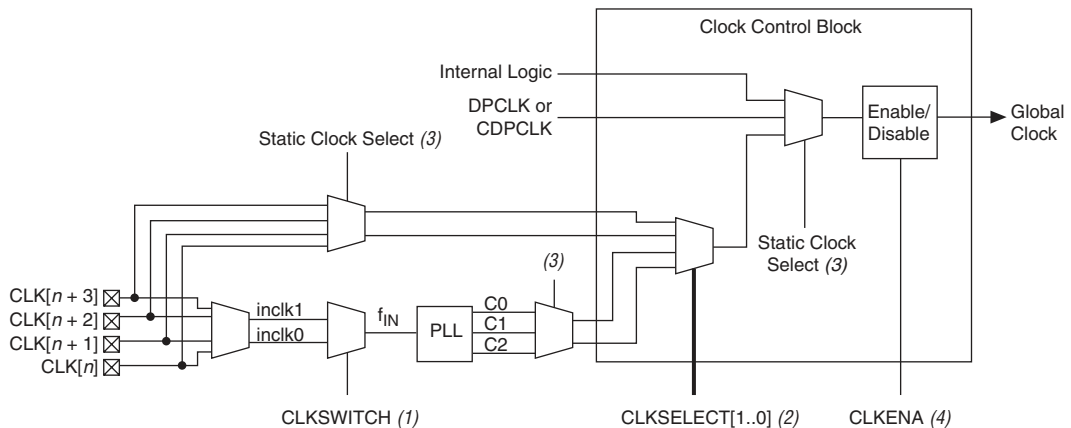 Clock Control Block
Internal Logic
DPCLK or
CDPCLK
Enable/
Disable
Global
Clock
Static Clock Select (3)
Static Clock
Select (3)
(3)
CLK[n + 3]
CLK[n + 2]
CLK[n + 1]
CLK[n]
inclk1
inclk0
fIN
PLL
C0
C1
C2
CLKSWITCH (1)
CLKSELECT[1..0] (2)
CLKENA (4)